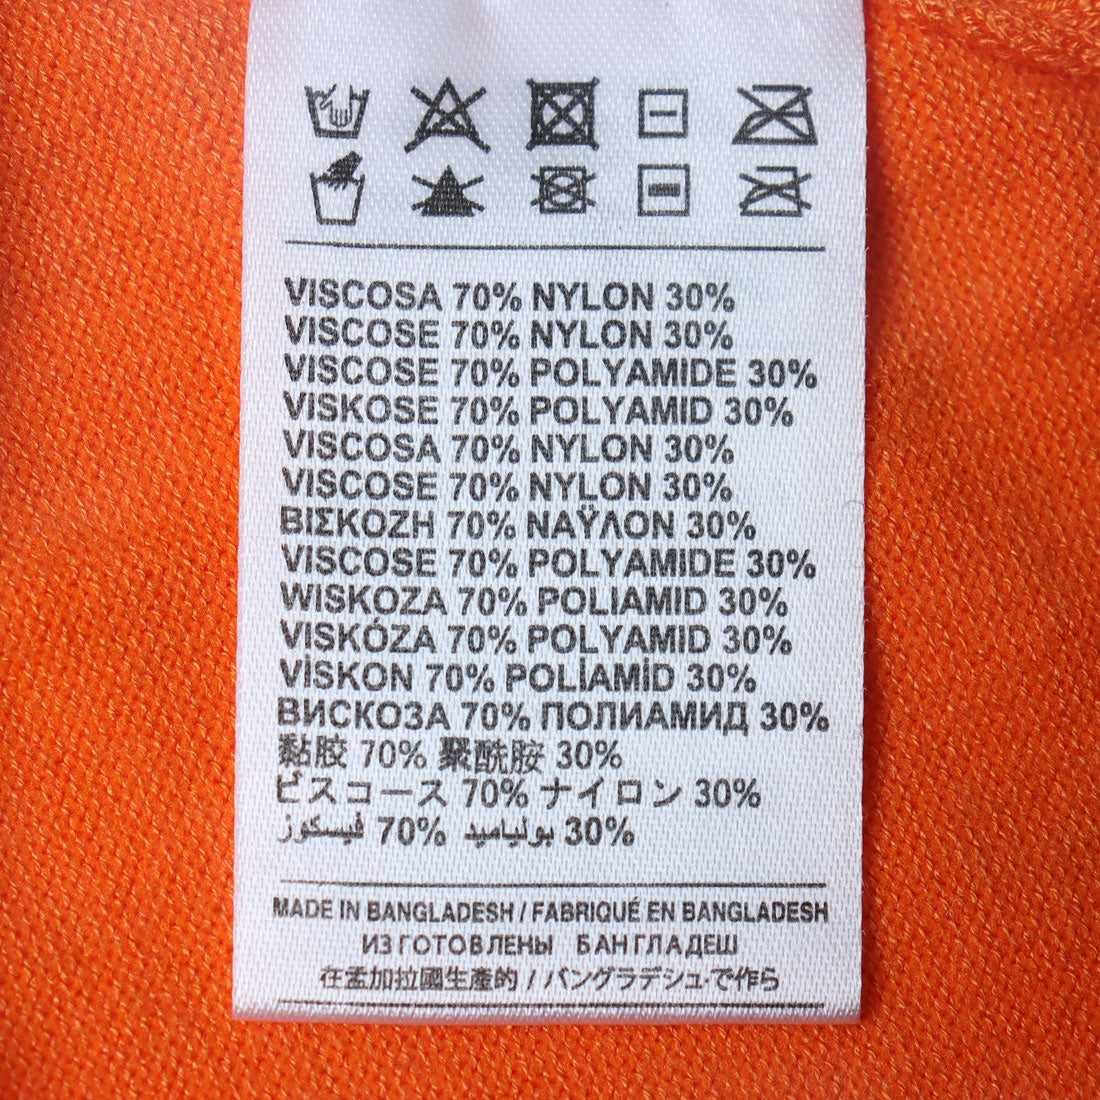 VISCOSA 70% NYLON 30%
VISCOSE 70% NYLON 30%
VISCOSE 70% POLYAMIDE 30%
VISKOSE 70% POLYAMID 30%
VISCOSA 70% NYLON 30%
VISCOSE 70% NYLON 30%
ΒΙΣΚΟΖΗ 70% ΝΑΫΛΟΝ 30%
VISCOSE 70% POLYAMIDE 30%
WISKOZA 70% POLIAMID 30%
VISKÓZA 70% POLYAMID 30%
VİSKON 70% POLİAMİD 30%
ВИСКОЗА 70% ПОЛИАМИД 30%
黏胶 70% 聚酰胺 30%
ビスコース 70% ナイロン 30%
فيسكوز 70% بولياميد 30%
MADE IN BANGLADESH / FABRIQUÉ EN BANGLADESH
ИЗГОТОВЛЕНЫ БАНГЛАДЕШ
在孟加拉國生產的 / バングラデシュ で作ら